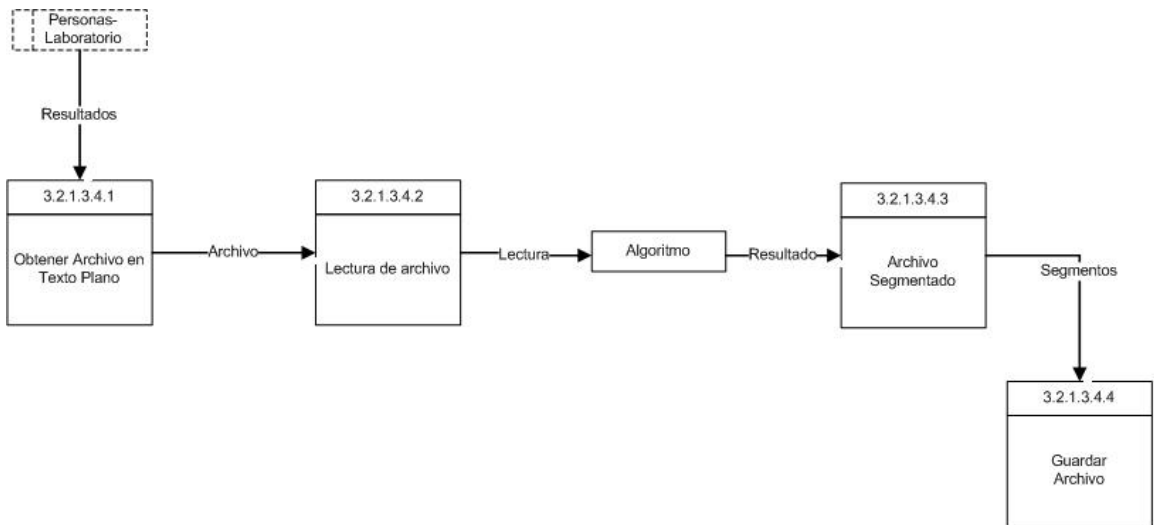 Personas-
Laboratorio
Resultados
3.2.1.3.4.1
Obtener Archivo en
Texto Plano
Archivo
3.2.1.3.4.2
Lectura de archivo
Lectura
Algoritmo
Resultado
3.2.1.3.4.3
Archivo
Segmentado
Segmentos
3.2.1.3.4.4
Guardar
Archivo